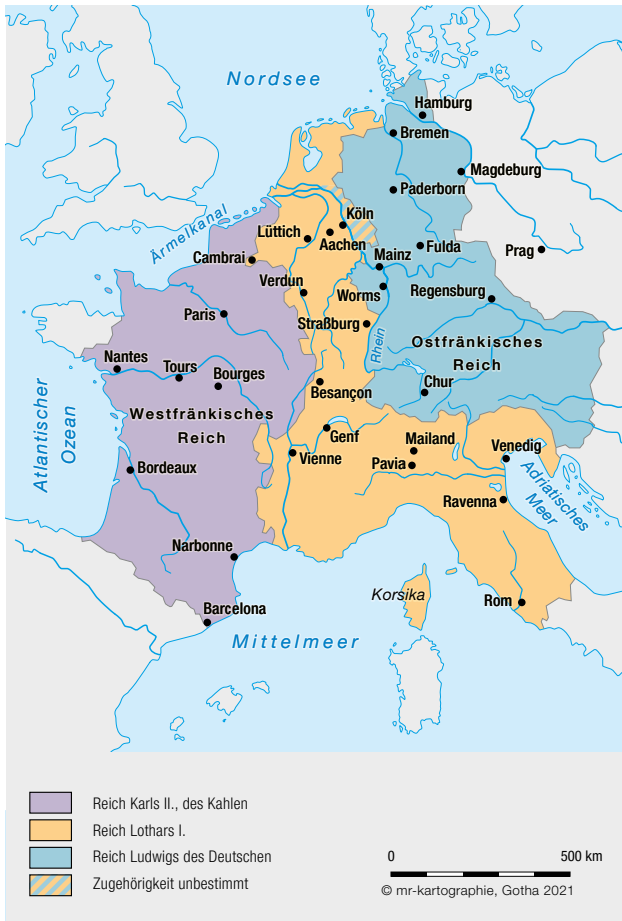 Nordsee
Hamburg
Bremen
Magdeburg
Paderborn
Ärmelkanal
Köln
Lüttich
Aachen
Fulda
Prag
Cambrai
Mainz
Verdun
Worms
Regensburg
Paris
Straßburg
Rhein
Ostfränkisches
Reich
Nantes
Tours
Bourges
Besançon
Chur
Atlantischer
Ozean
Westfränkisches
Reich
Genf
Mailand
Venedig
Vienne
Pavia
Bordeaux
Adriatisches
Meer
Ravenna
Narbonne
Korsika
Rom
Barcelona
Mittelmeer
Reich Karls II., des Kahlen
Reich Lothars I.
Reich Ludwigs des Deutschen
Zugehörigkeit unbestimmt
0 500 km
© mr-kartographie, Gotha 2021